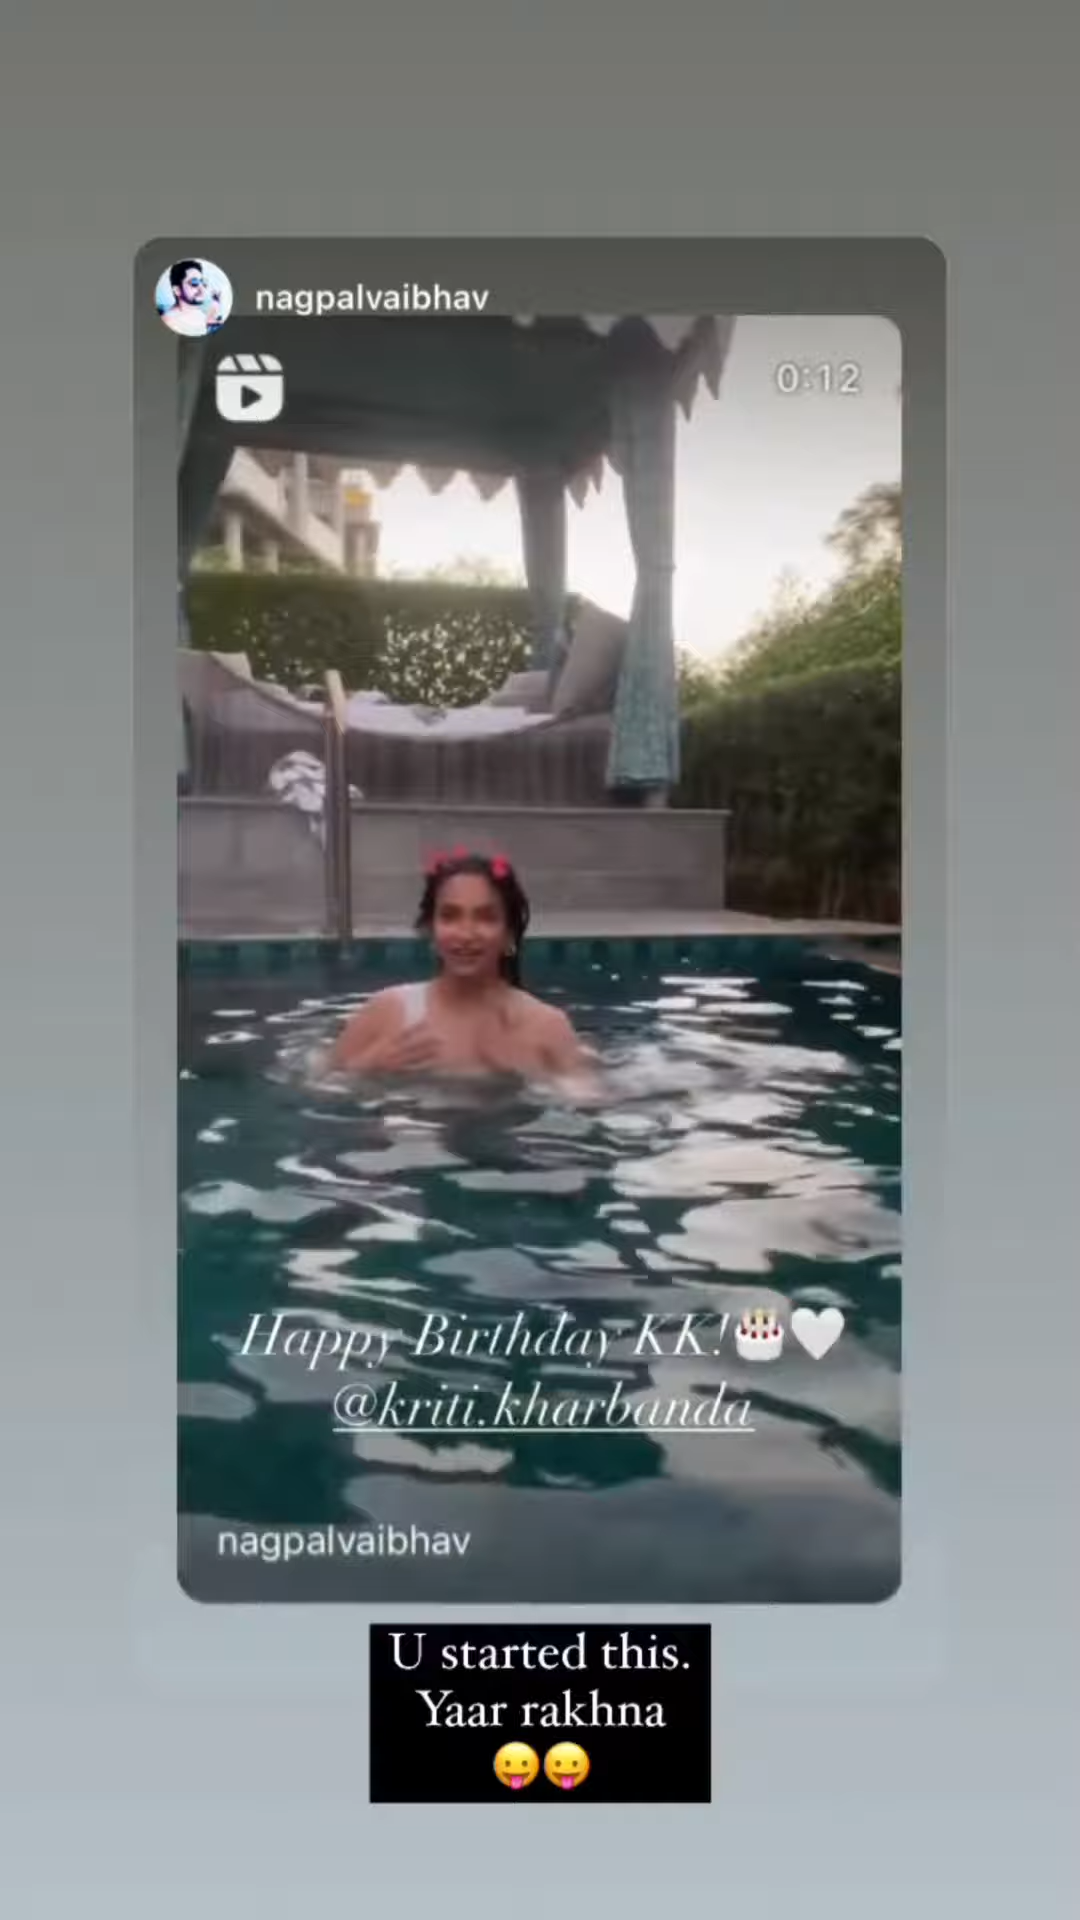 nagpalvaibhav
0:12
Happy Birthday KK!🎂🤍
@kriti.kharbanda
nagpalvaibhav
U started this.
Yaar rakhna
😛😛